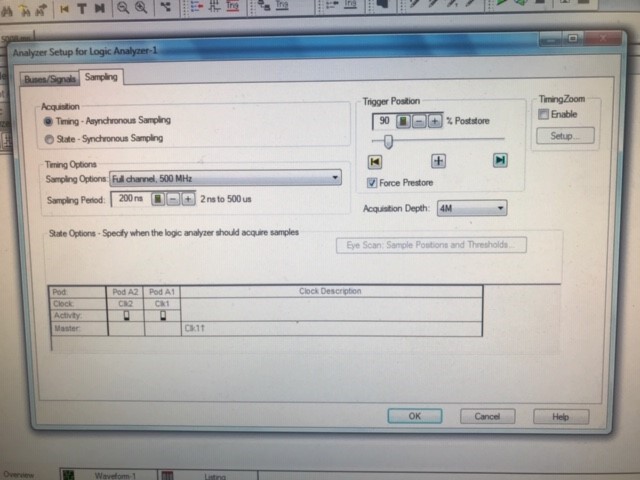 Analyzer Setup for Logic Analyzer-1
Buses/Signals Sampling
Acquisition
Timing - Asynchronous Sampling
State - Synchronous Sampling
Timing Options
Sampling Options: Full channel, 500 MHz
Sampling Period: 200 ns 2 ns to 500 us
Trigger Position
90 % Poststore
Force Prestore
Acquisition Depth: 4M
TimingZoom
Enable
Setup...
State Options - Specify when the logic analyzer should acquire samples
Eye Scan: Sample Positions and Thresholds...
Pod: Pod A2 Pod A1 Clock Description
Clock: Clk2 Clk1
Activity:
Master: Clk1↑
OK Cancel Help
Overview Waveform-1 Listing